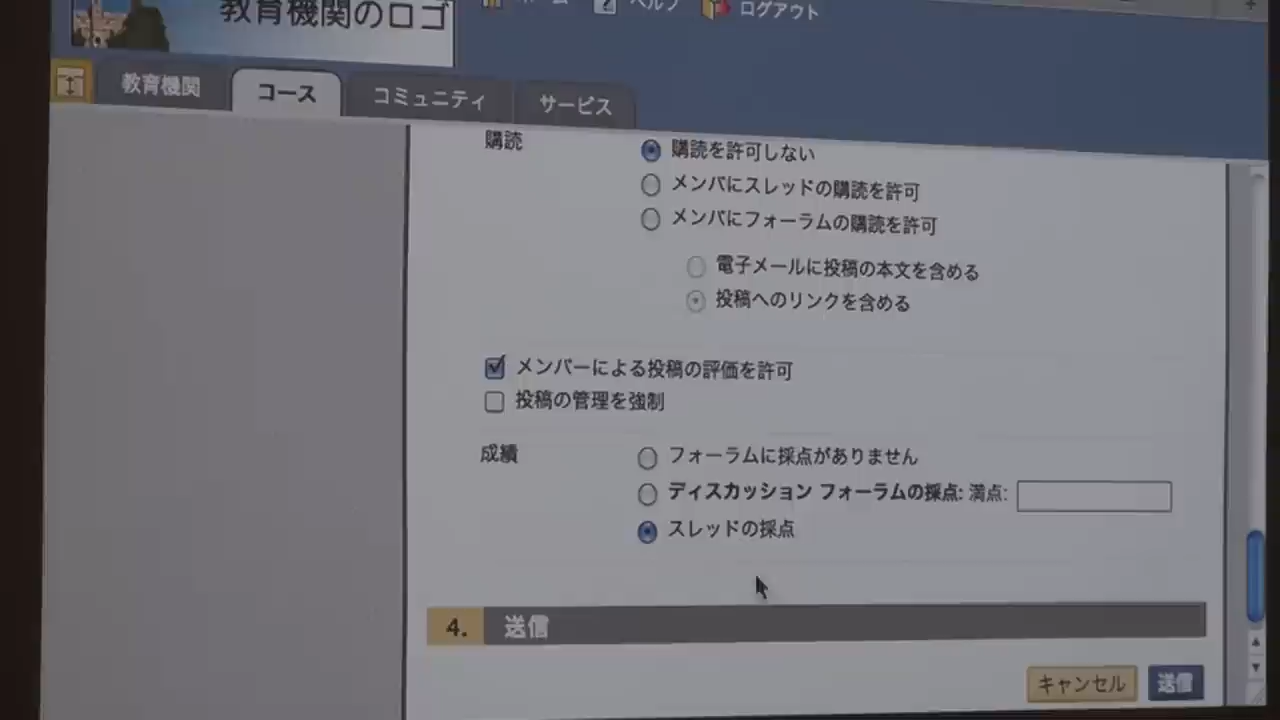 教育機関のロゴ
ホーム ? ヘルプ ログアウト
教育機関 コース コミュニティ サービス
購読 購読を許可しない
メンバにスレッドの購読を許可
メンバにフォーラムの購読を許可
電子メールに投稿の本文を含める
投稿へのリンクを含める
メンバーによる投稿の評価を許可
投稿の管理を強制
成績 フォーラムに採点がありません
ディスカッション フォーラムの採点: 満点:
スレッドの採点
4. 送信
キャンセル 送信